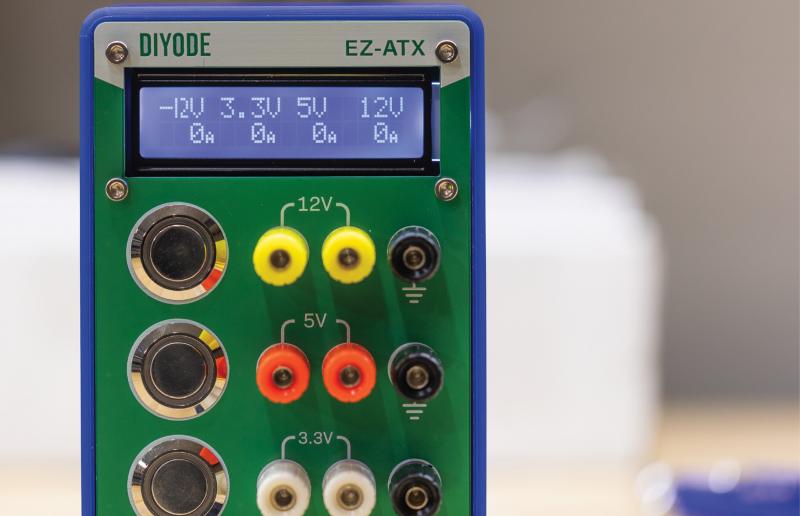 DIYODE EZ-ATX
-12V 3.3V 5V 12V
0A 0A 0A 0A
12V
5V
3.3V